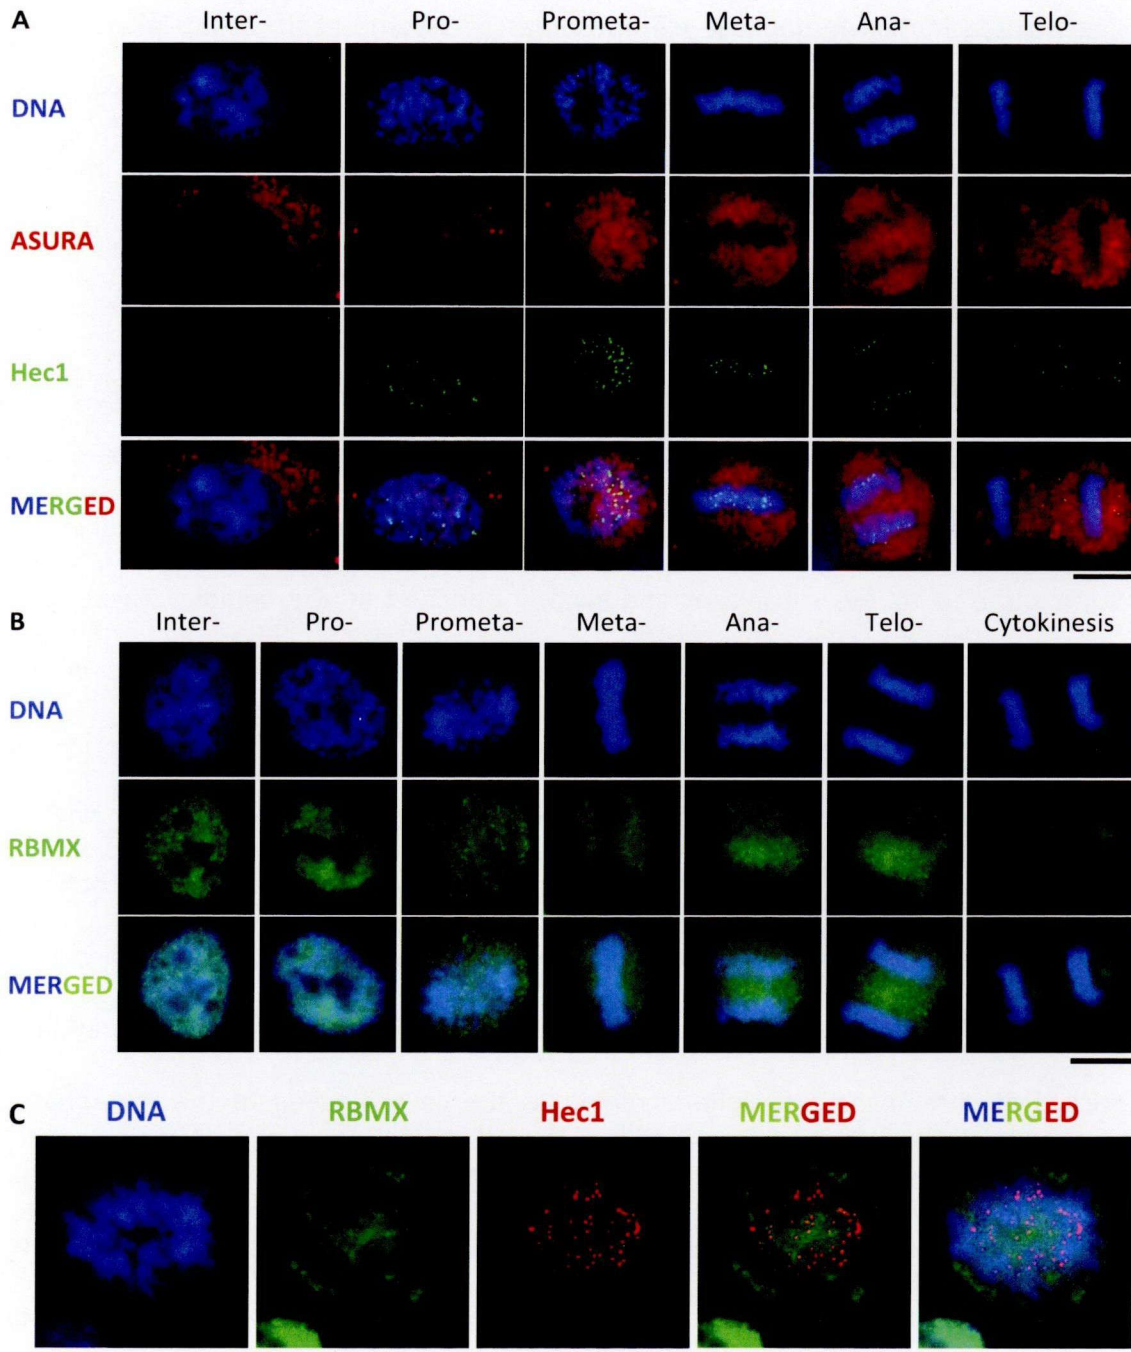 A Inter- Pro- Prometa- Meta- Ana- Telo-
DNA
ASURA
Hec1
MERGED
B Inter- Pro- Prometa- Meta- Ana- Telo- Cytokinesis
DNA
RBMX
MERGED
C DNA RBMX Hec1 MERGED MERGED